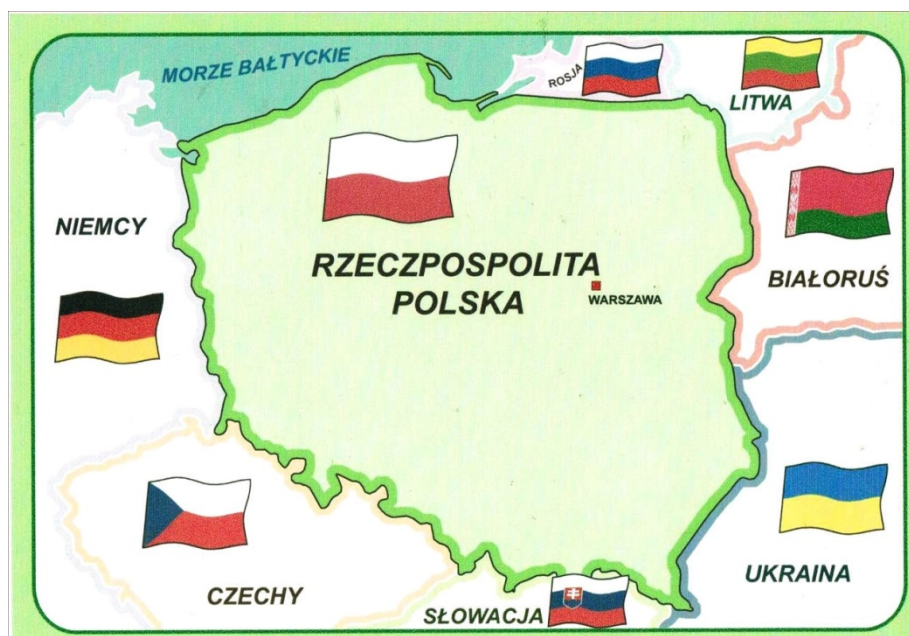 MORZE BAŁTYCKIE
ROSJA
LITWA
NIEMCY
RZECZPOSPOLITA
POLSKA
WARSZAWA
BIAŁORUŚ
CZECHY
SŁOWACJA
UKRAINA